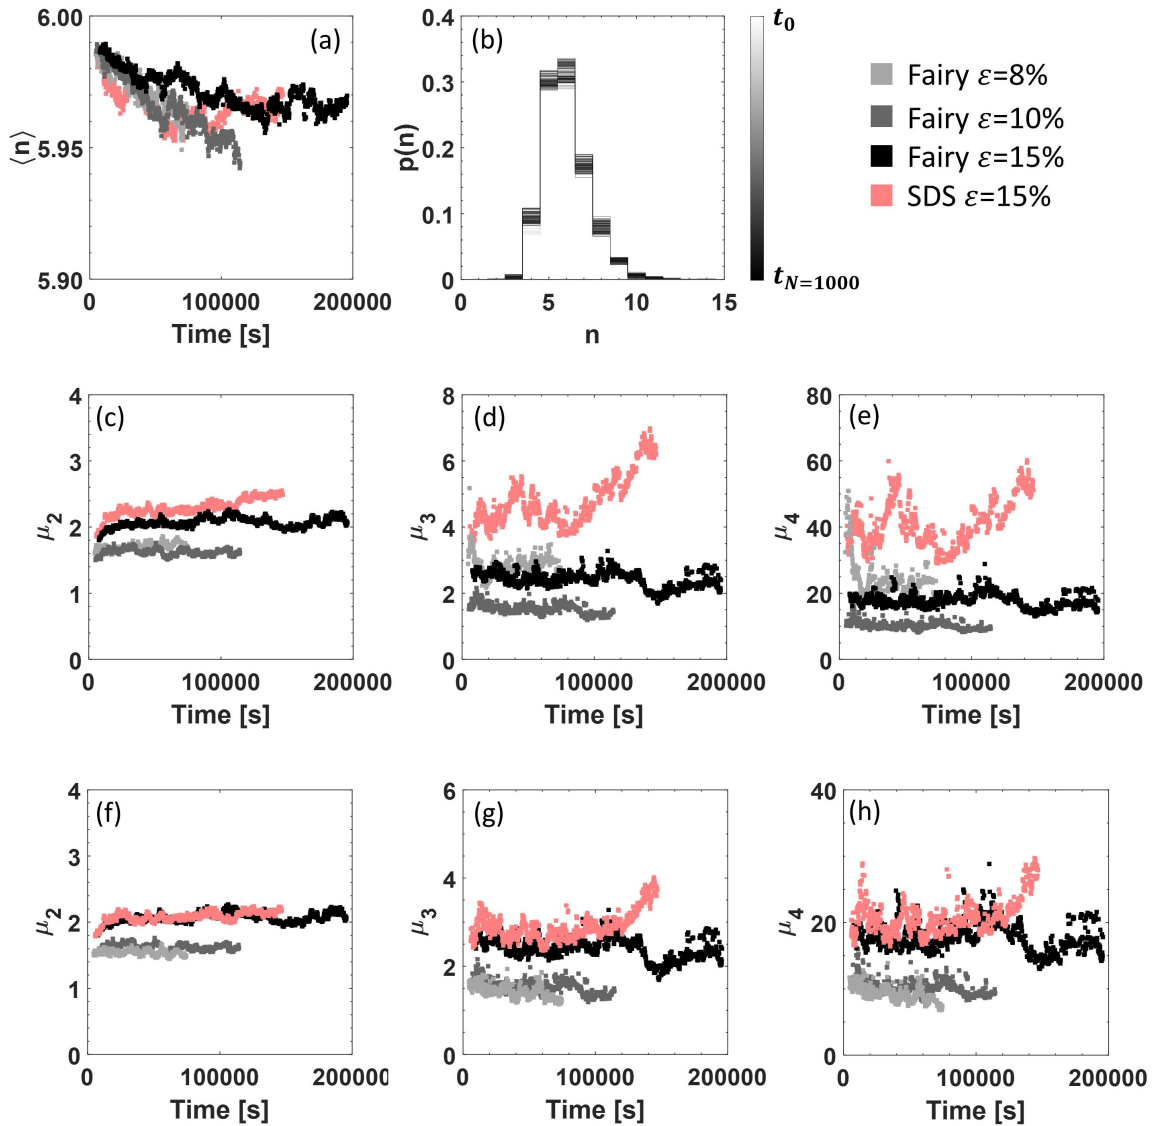 (a)
6.00
5.95
5.90
⟨n⟩
0
100000
200000
Time [s]
(b)
0.4
0.3
0.2
0.1
0
p(n)
0
5
10
15
n
t0
tN=1000
Fairy ε=8%
Fairy ε=10%
Fairy ε=15%
SDS ε=15%
(c)
4
3
2
1
0
μ2
0
100000
200000
Time [s]
(d)
8
6
4
2
0
μ3
0
100000
200000
Time [s]
(e)
80
60
40
20
0
μ4
0
100000
200000
Time [s]
(f)
4
3
2
1
0
μ2
0
100000
200000
Time [s]
(g)
6
4
2
0
μ3
0
100000
200000
Time [s]
(h)
40
30
20
10
0
μ4
0
100000
200000
Time [s]